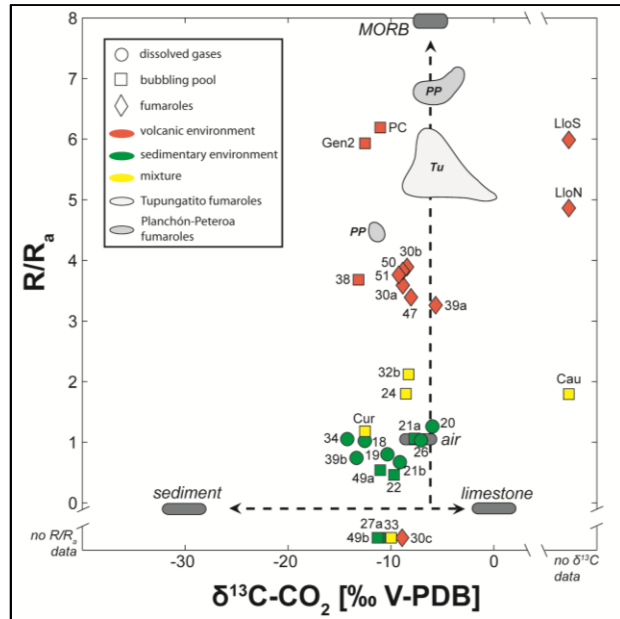 8
7
6
5
4
3
2
1
0
R/Rₐ
no R/Rₐ
data
dissolved gases
bubbling pool
fumaroles
volcanic environment
sedimentary environment
mixture
Tupungatito fumaroles
Planchón-Peteroa
fumaroles
MORB
PP
PC
Gen2
Tu
LloS
LloN
PP
30b
50
51
38
30a
47
39a
32b
24
Cau
Cur
21a
20
34
18
air
26
39b
19
21b
49a
22
sediment
limestone
27a
33
49b
30c
-30
-20
-10
0
no δ¹³C
data
δ¹³C-CO₂ [‰ V-PDB]